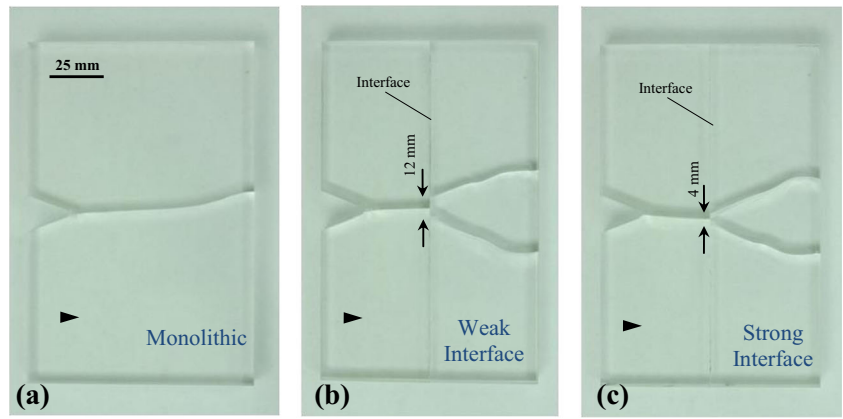 25 mm
Monolithic
(a)
Interface
12 mm
Weak
Interface
(b)
Interface
4 mm
Strong
Interface
(c)